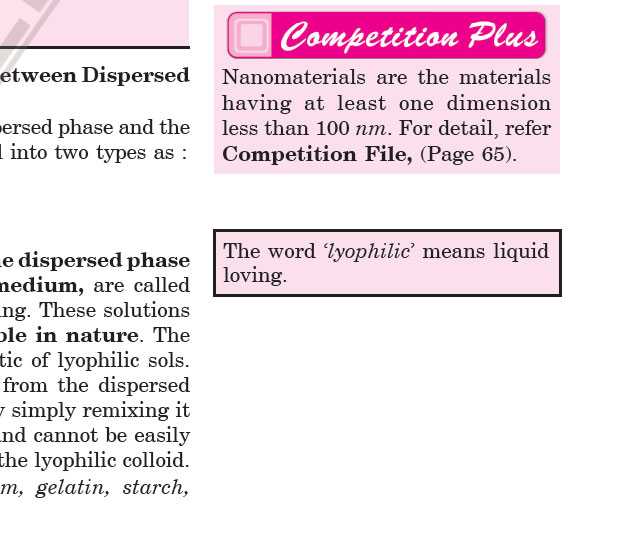 etween Dispersed
persed phase and the
into two types as :
e dispersed phase
medium, are called
ng. These solutions
ble in nature. The
tic of lyophilic sols.
from the dispersed
simply remixing it
nd cannot be easily
the lyophilic colloid.
m, gelatin, starch,
Competition Plus
Nanomaterials are the materials
having at least one dimension
less than 100 nm. For detail, refer
Competition File, (Page 65).
The word ‘lyophilic’ means liquid
loving.